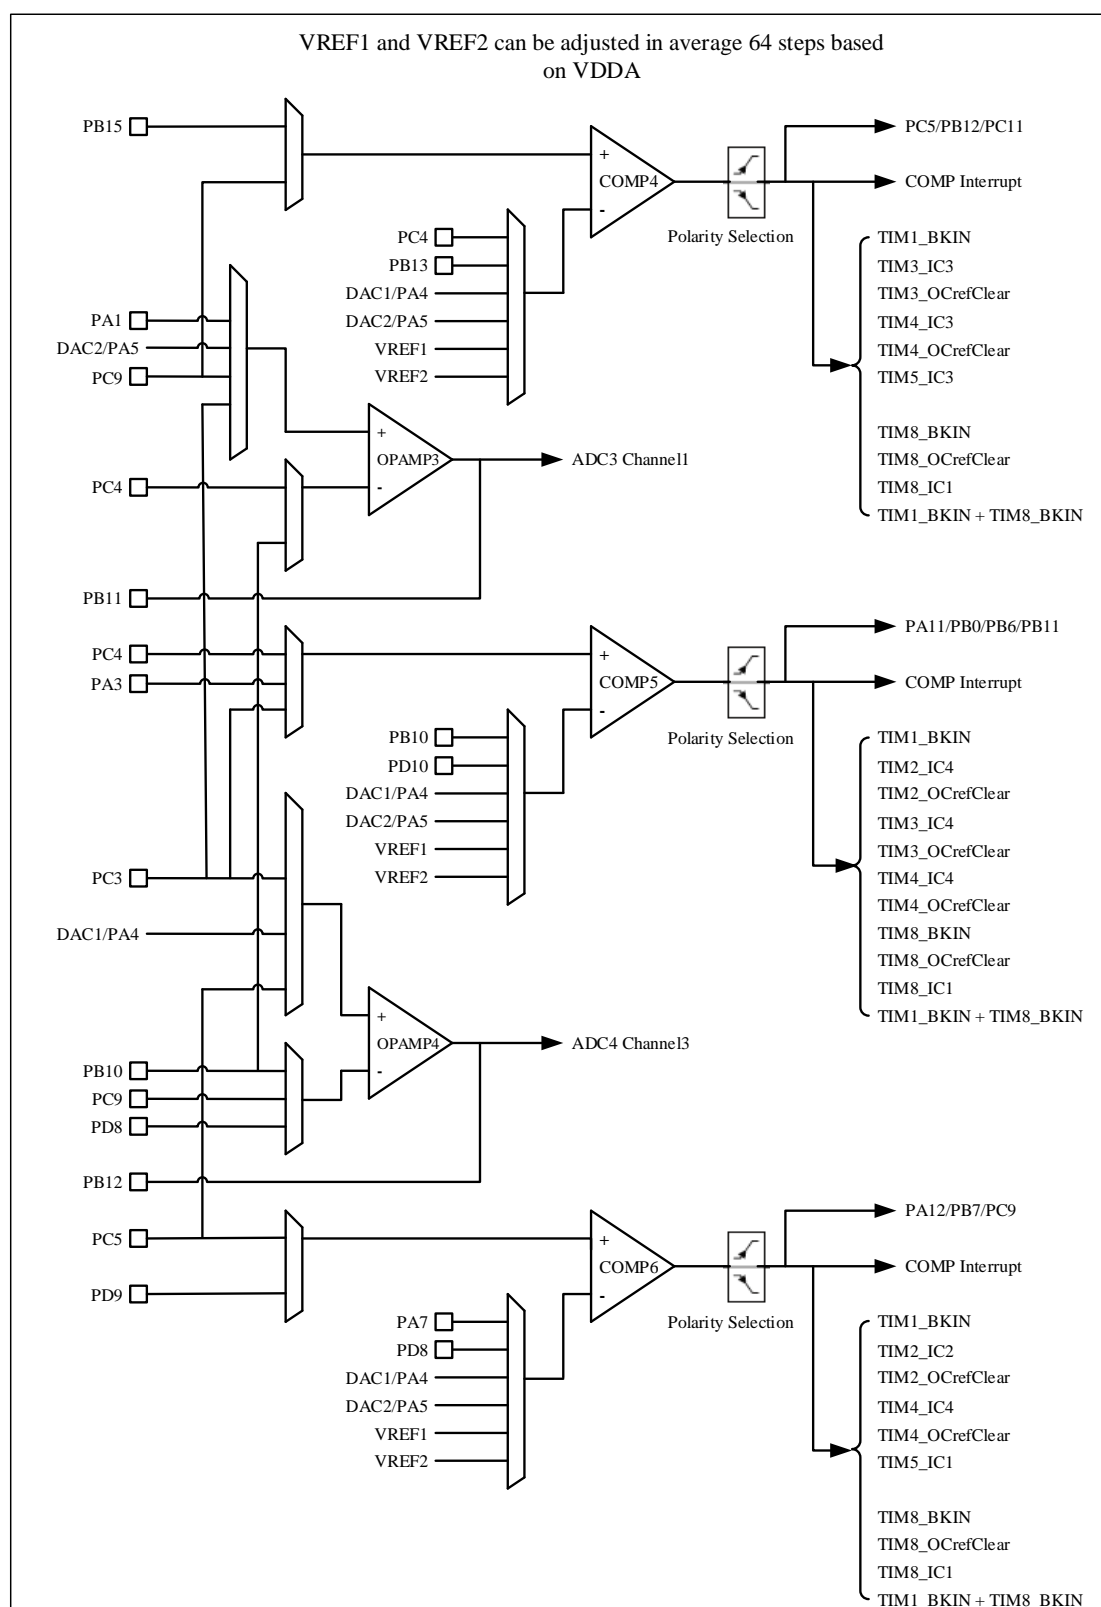 VREF1 and VREF2 can be adjusted in average 64 steps based
on VDDA
PB15
PC5/PB12/PC11
+
COMP4
-
COMP Interrupt
Polarity Selection
PC4
PB13
DAC1/PA4
DAC2/PA5
VREF1
VREF2
TIM1_BKIN
TIM3_IC3
TIM3_OCrefClear
TIM4_IC3
TIM4_OCrefClear
TIM5_IC3
TIM8_BKIN
TIM8_OCrefClear
TIM8_IC1
TIM1_BKIN + TIM8_BKIN
PA1
DAC2/PA5
PC9
+
OPAMP3
-
ADC3 Channel1
PC4
PB11
PC4
PA3
PA11/PB0/PB6/PB11
+
COMP5
-
COMP Interrupt
Polarity Selection
PB10
PD10
DAC1/PA4
DAC2/PA5
VREF1
VREF2
TIM1_BKIN
TIM2_IC4
TIM2_OCrefClear
TIM3_IC4
TIM3_OCrefClear
TIM4_IC4
TIM4_OCrefClear
TIM8_BKIN
TIM8_OCrefClear
TIM8_IC1
TIM1_BKIN + TIM8_BKIN
PC3
DAC1/PA4
+
OPAMP4
-
ADC4 Channel3
PB10
PC9
PD8
PB12
PC5
PD9
PA12/PB7/PC9
+
COMP6
-
COMP Interrupt
Polarity Selection
PA7
PD8
DAC1/PA4
DAC2/PA5
VREF1
VREF2
TIM1_BKIN
TIM2_IC2
TIM2_OCrefClear
TIM4_IC4
TIM4_OCrefClear
TIM5_IC1
TIM8_BKIN
TIM8_OCrefClear
TIM8_IC1
TIM1_BKIN + TIM8_BKIN